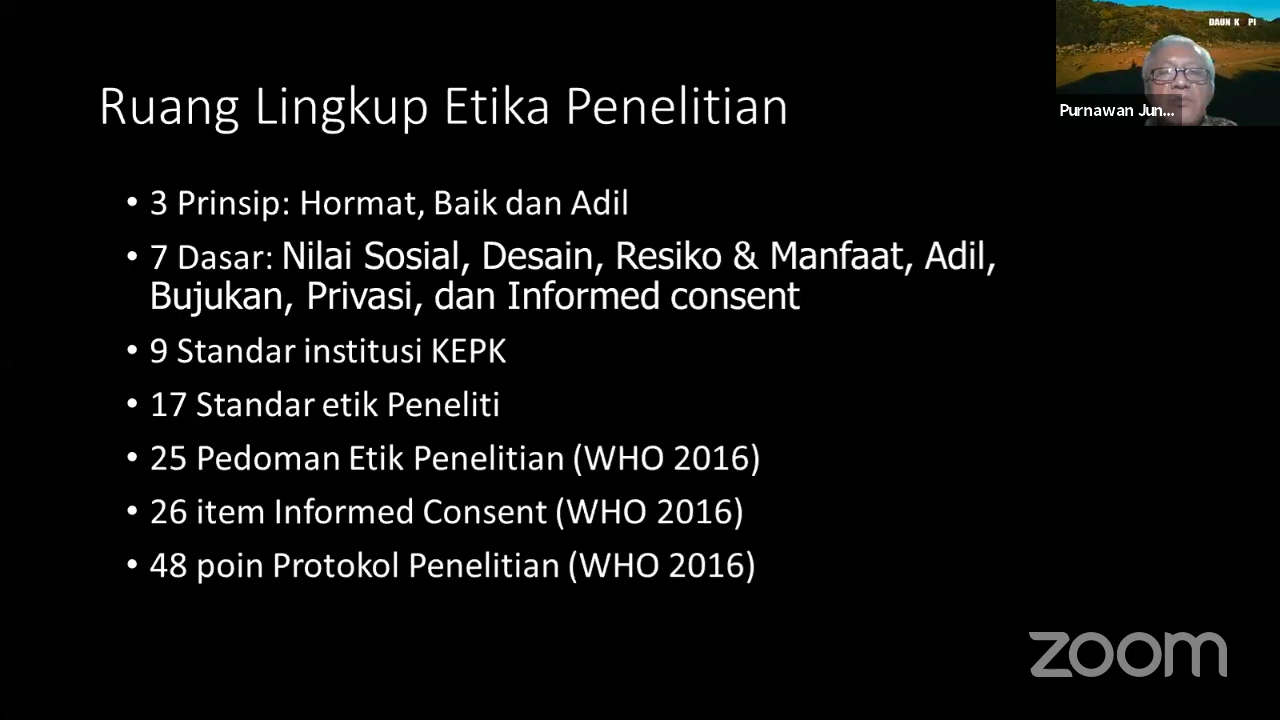 Ruang Lingkup Etika Penelitian
• 3 Prinsip: Hormat, Baik dan Adil
• 7 Dasar: Nilai Sosial, Desain, Resiko & Manfaat, Adil,
Bujukan, Privasi, dan Informed consent
• 9 Standar institusi KEPK
• 17 Standar etik Peneliti
• 25 Pedoman Etik Penelitian (WHO 2016)
• 26 item Informed Consent (WHO 2016)
• 48 poin Protokol Penelitian (WHO 2016)
DAUN K PI
Purnawan Jun...
zoom